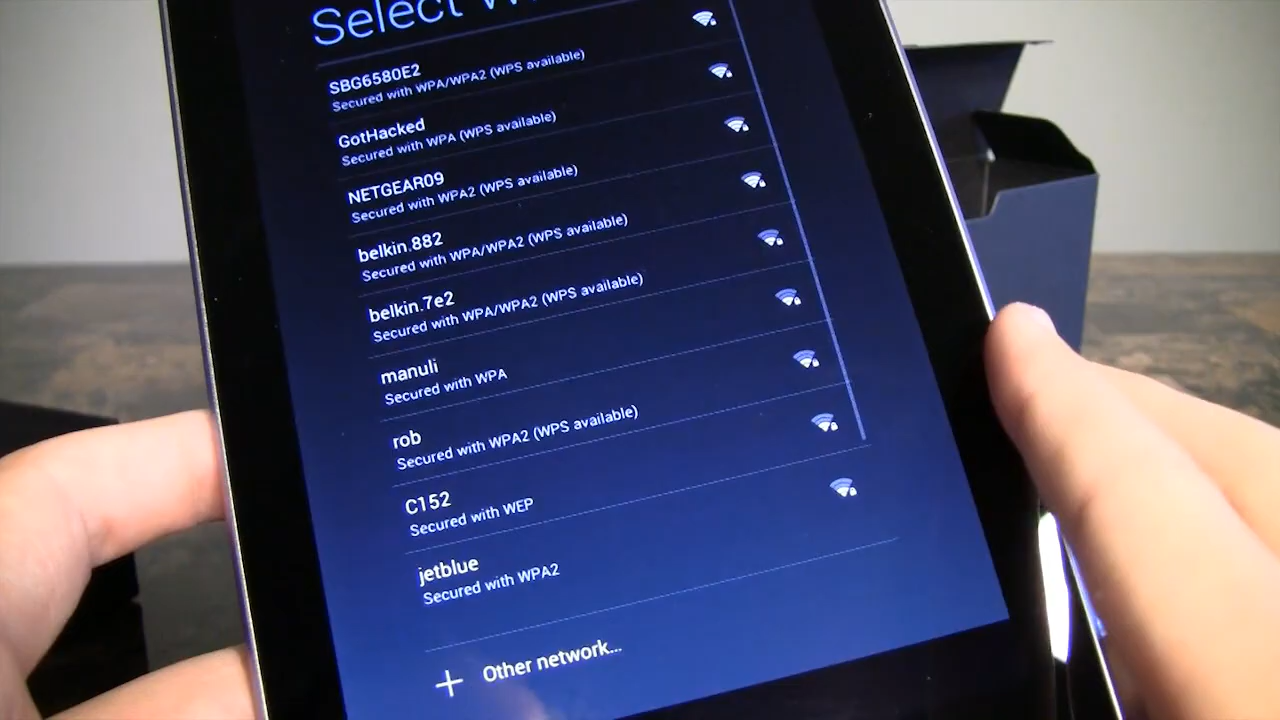 Select
SBG6580E2
Secured with WPA/WPA2 (WPS available)
GotHacked
Secured with WPA (WPS available)
NETGEAR09
Secured with WPA2 (WPS available)
belkin.882
Secured with WPA/WPA2 (WPS available)
belkin.7e2
Secured with WPA/WPA2 (WPS available)
manuli
Secured with WPA
rob
Secured with WPA2 (WPS available)
C152
Secured with WEP
jetblue
Secured with WPA2
Other network...